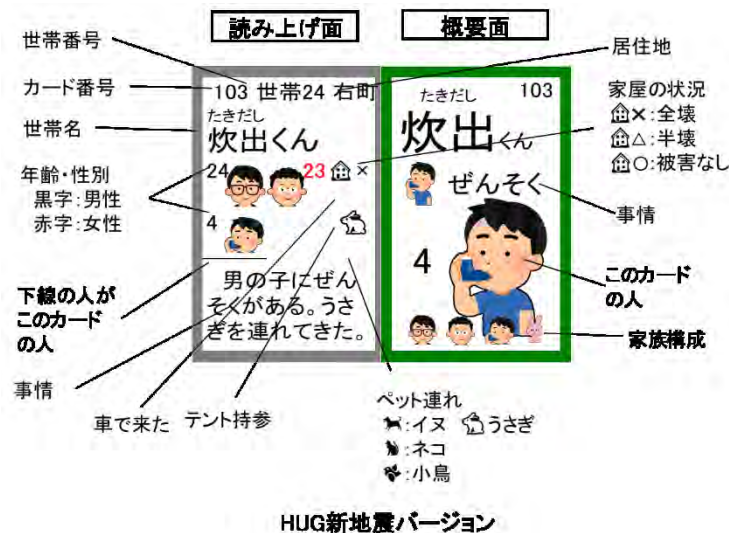 読み上げ面
概要面
世帯番号
カード番号
世帯名
年齢・性別
黒字:男性
赤字:女性
下線の人が
このカード
の人
事情
車で来た
テント持参
103 世帯24 右町
たきだし
炊出くん
24
23
×
4
男の子にぜん
そくがある。うさ
ぎを連れてきた。
103
たきだし
炊出くん
ぜんそく
4
居住地
家屋の状況
×:全壊
△:半壊
○:被害なし
事情
このカード
の人
家族構成
ペット連れ
:イヌ うさぎ
:ネコ
:小鳥
HUG新地震バージョン